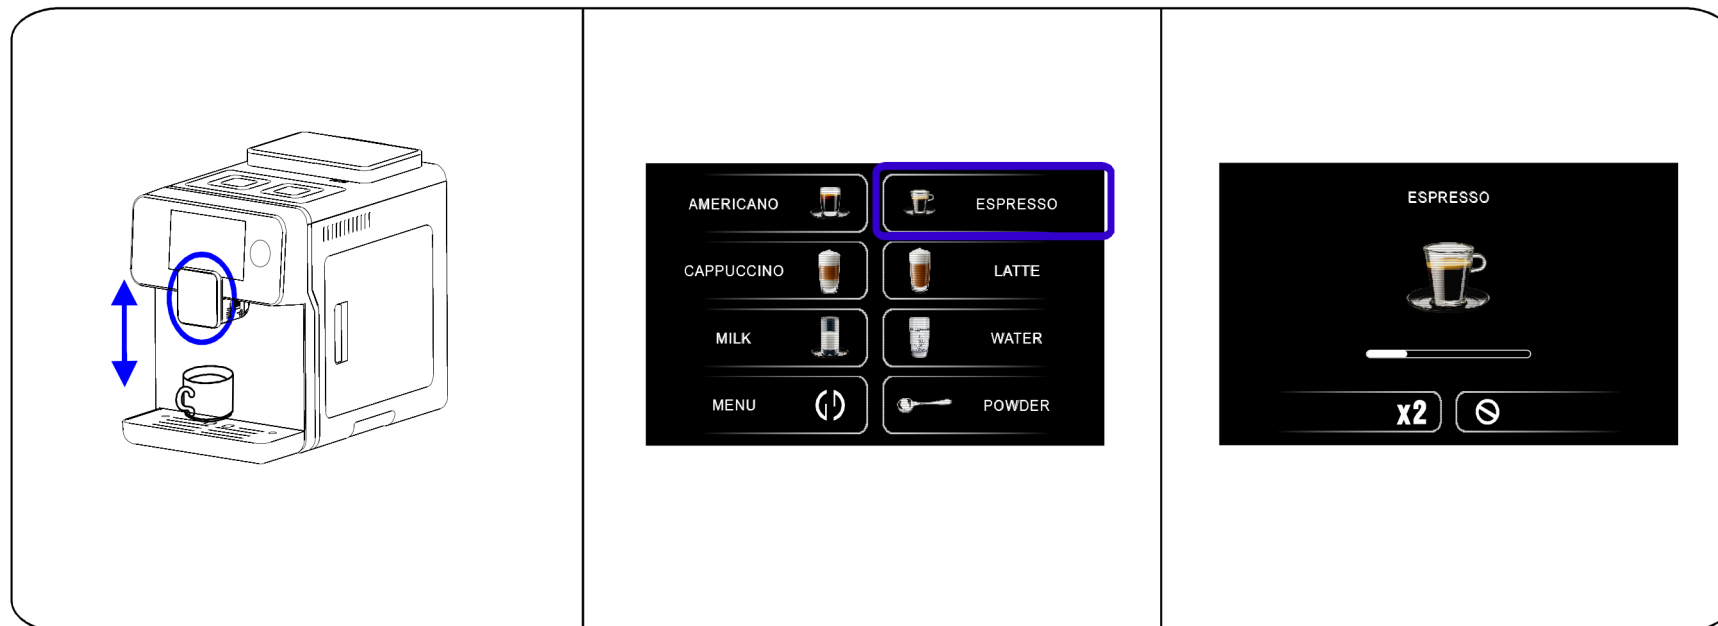 AMERICANO
ESPRESSO
CAPPUCCINO
LATTE
MILK
WATER
MENU
POWDER
ESPRESSO
x2